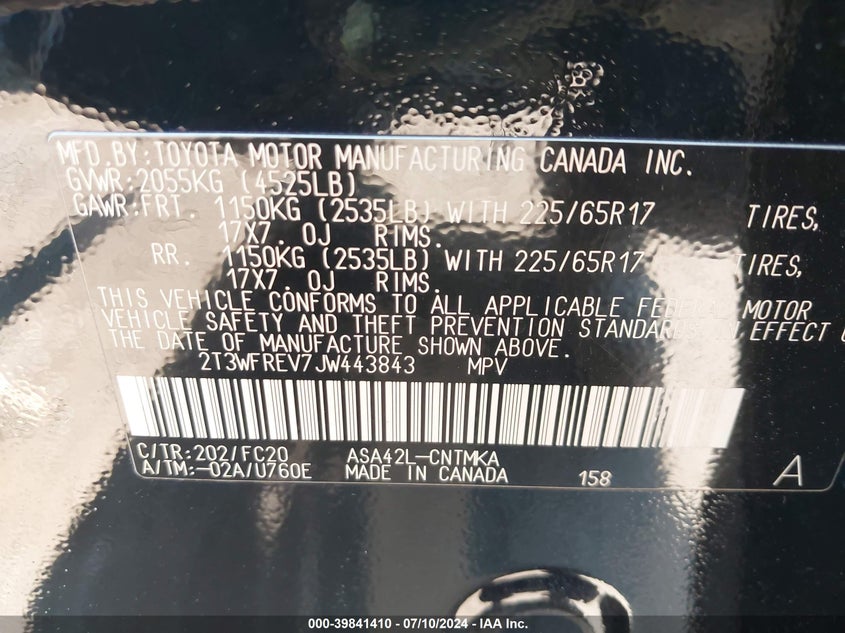 MFD.BY:TOYOTA MOTOR MANUFACTURING CANADA INC.
GVWR:2055KG (4525LB)
GAWR:FRT. 1150KG (2535LB) WITH 225/65R17 TIRES,
17X7. 0J RIMS.
RR. 1150KG (2535LB) WITH 225/65R17 TIRES,
17X7. 0J RIMS.
THIS VEHICLE CONFORMS TO ALL APPLICABLE FEDERAL MOTOR
VEHICLE SAFETY AND THEFT PREVENTION STANDARDS IN EFFECT
THE DATE OF MANUFACTURE SHOWN ABOVE.
2T3WFREV7JW443843 MPV
C/TR:202/FC20 ASA42L-CNTMKA
A/TM:-02A/U760E MADE IN CANADA 158 A
000-39841410 - 07/10/2024 - IAA Inc.